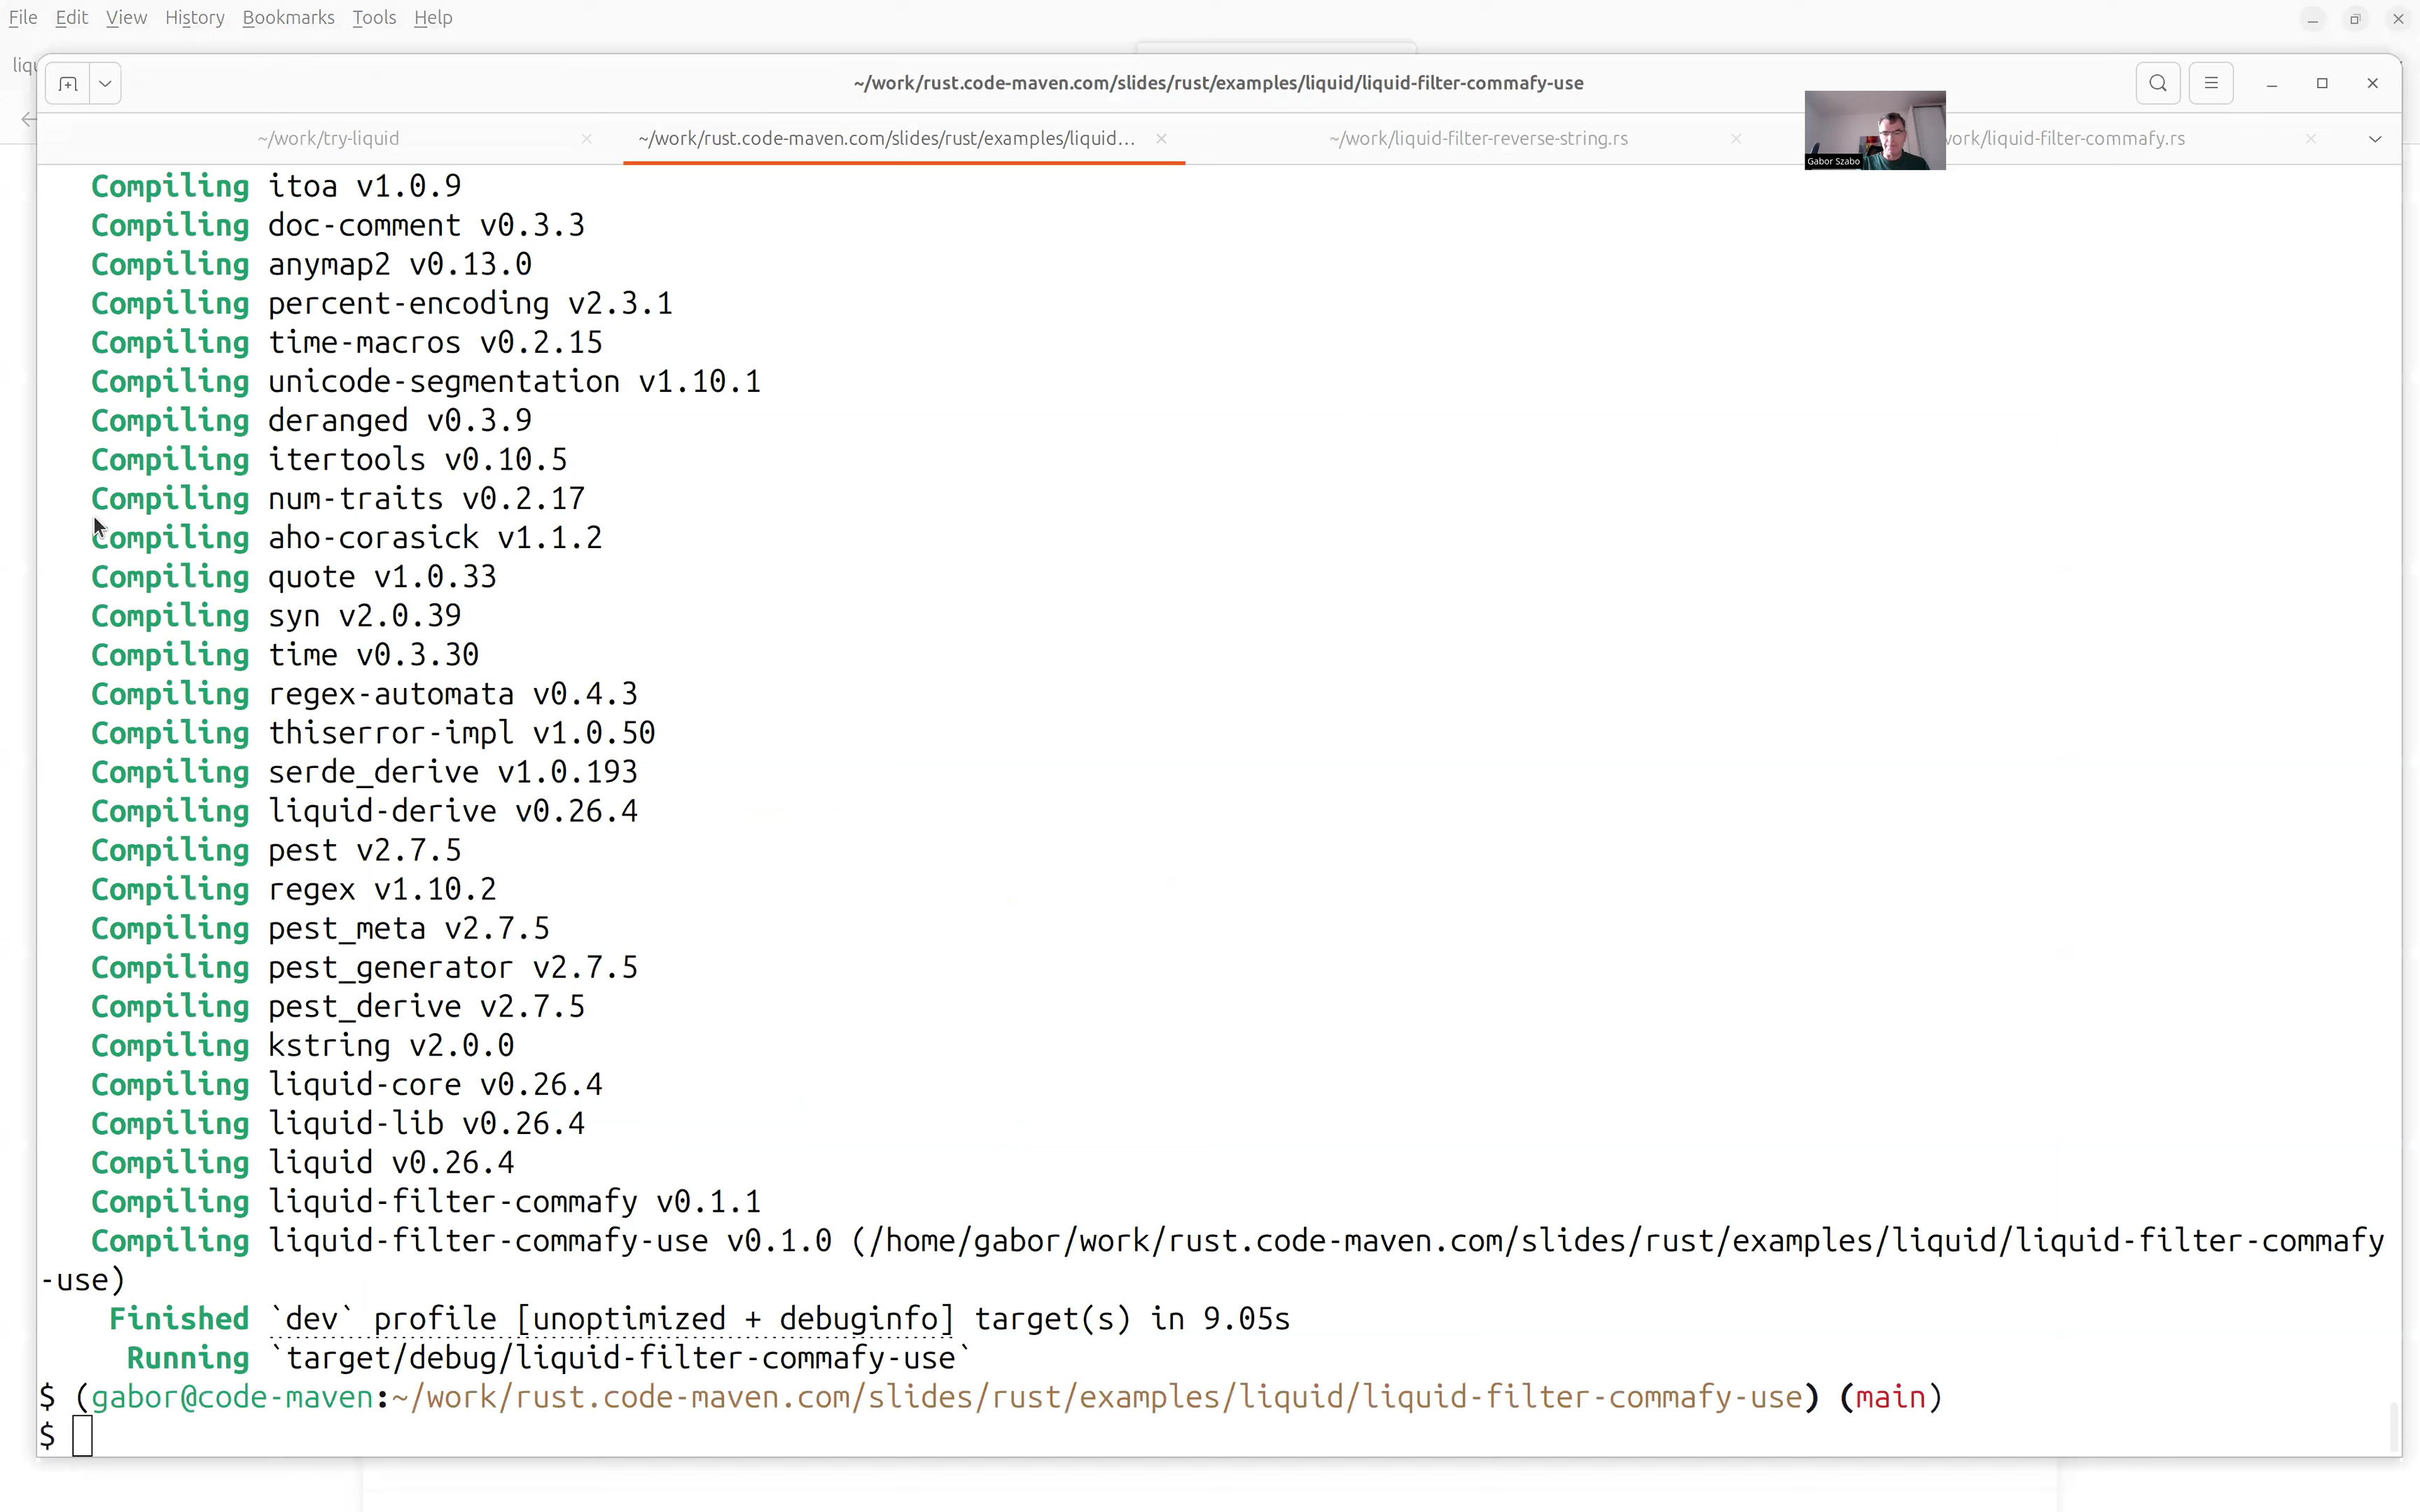 File Edit View History Bookmarks Tools Help
liqu
~/work/rust.code-maven.com/slides/rust/examples/liquid/liquid-filter-commafy-use
~/work/try-liquid
~/work/rust.code-maven.com/slides/rust/examples/liquid...
~/work/liquid-filter-reverse-string.rs
work/liquid-filter-commafy.rs
Gabor Szabo
Compiling itoa v1.0.9
Compiling doc-comment v0.3.3
Compiling anymap2 v0.13.0
Compiling percent-encoding v2.3.1
Compiling time-macros v0.2.15
Compiling unicode-segmentation v1.10.1
Compiling deranged v0.3.9
Compiling itertools v0.10.5
Compiling num-traits v0.2.17
Compiling aho-corasick v1.1.2
Compiling quote v1.0.33
Compiling syn v2.0.39
Compiling time v0.3.30
Compiling regex-automata v0.4.3
Compiling thiserror-impl v1.0.50
Compiling serde_derive v1.0.193
Compiling liquid-derive v0.26.4
Compiling pest v2.7.5
Compiling regex v1.10.2
Compiling pest_meta v2.7.5
Compiling pest_generator v2.7.5
Compiling pest_derive v2.7.5
Compiling kstring v2.0.0
Compiling liquid-core v0.26.4
Compiling liquid-lib v0.26.4
Compiling liquid v0.26.4
Compiling liquid-filter-commafy v0.1.1
Compiling liquid-filter-commafy-use v0.1.0 (/home/gabor/work/rust.code-maven.com/slides/rust/examples/liquid/liquid-filter-commafy
-use)
Finished `dev` profile [unoptimized + debuginfo] target(s) in 9.05s
Running `target/debug/liquid-filter-commafy-use`
$ (gabor@code-maven:~/work/rust.code-maven.com/slides/rust/examples/liquid/liquid-filter-commafy-use) (main)
$